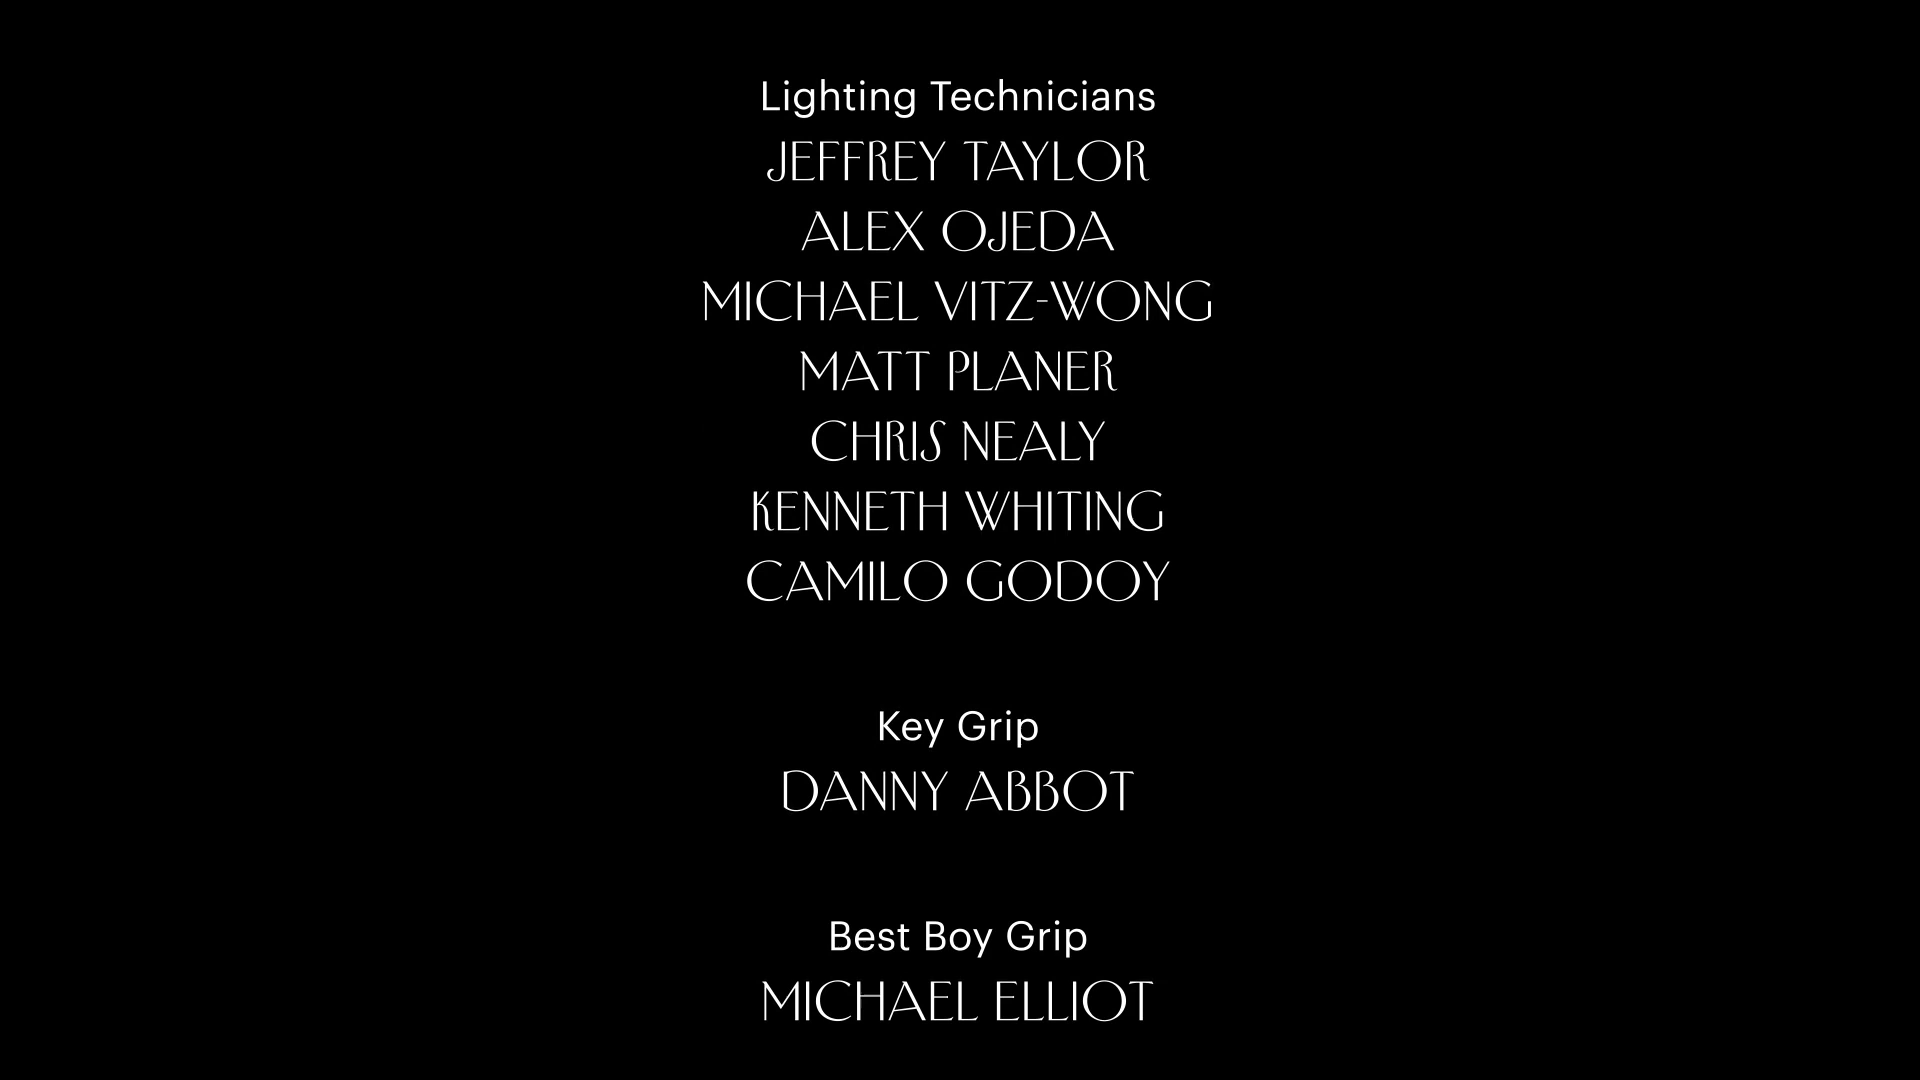 Lighting Technicians
JEFFREY TAYLOR
ALEX OJEDA
MICHAEL VITZ-WONG
MATT PLANER
CHRIS NEALY
KENNETH WHITING
CAMILO GODOY
Key Grip
DANNY ABBOT
Best Boy Grip
MICHAEL ELLIOT